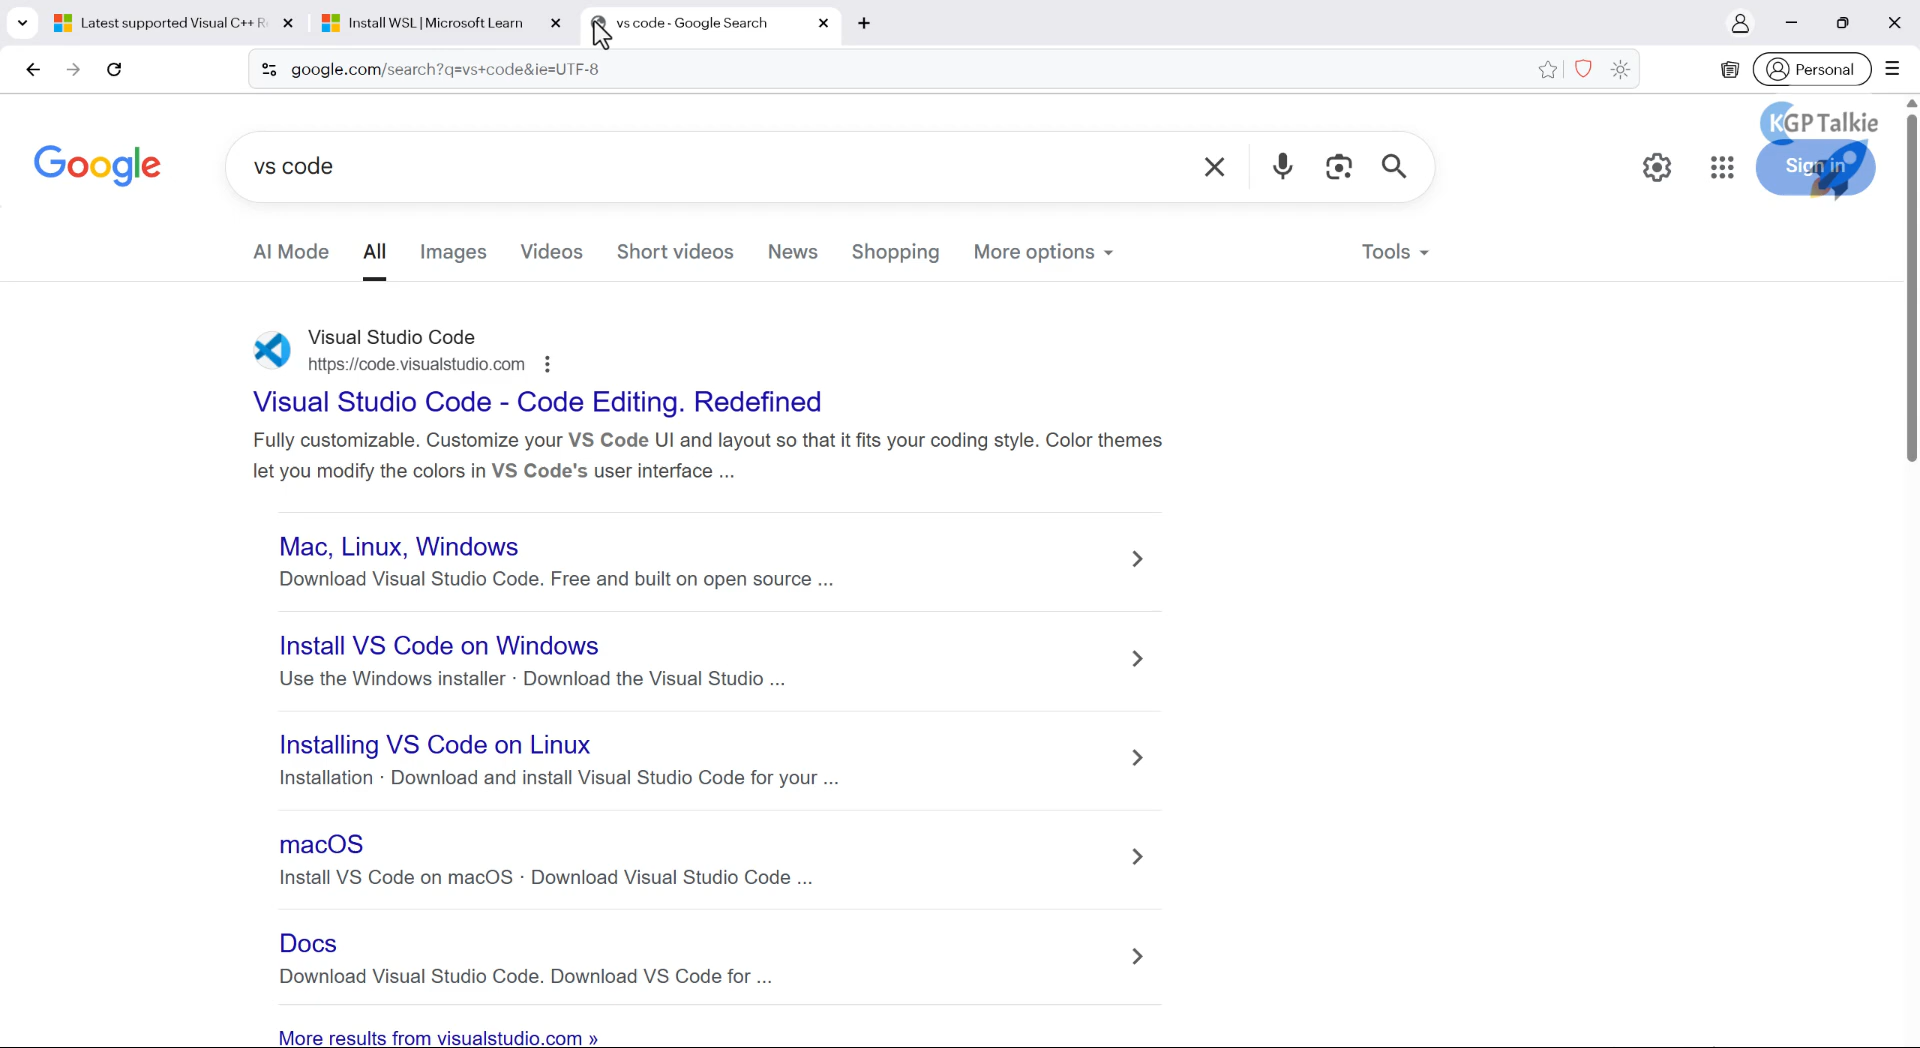 Latest supported Visual C++ R
Install WSL | Microsoft Learn
vs code - Google Search
google.com/search?q=vs+code&ie=UTF-8
Personal
KGP Talkie
Google
vs code
Sign in
AI Mode
All
Images
Videos
Short videos
News
Shopping
More options
Tools
Visual Studio Code
https://code.visualstudio.com
Visual Studio Code - Code Editing. Redefined
Fully customizable. Customize your VS Code UI and layout so that it fits your coding style. Color themes
let you modify the colors in VS Code's user interface ...
Mac, Linux, Windows
Download Visual Studio Code. Free and built on open source ...
Install VS Code on Windows
Use the Windows installer · Download the Visual Studio ...
Installing VS Code on Linux
Installation · Download and install Visual Studio Code for your ...
macOS
Install VS Code on macOS · Download Visual Studio Code ...
Docs
Download Visual Studio Code. Download VS Code for ...
More results from visualstudio.com »